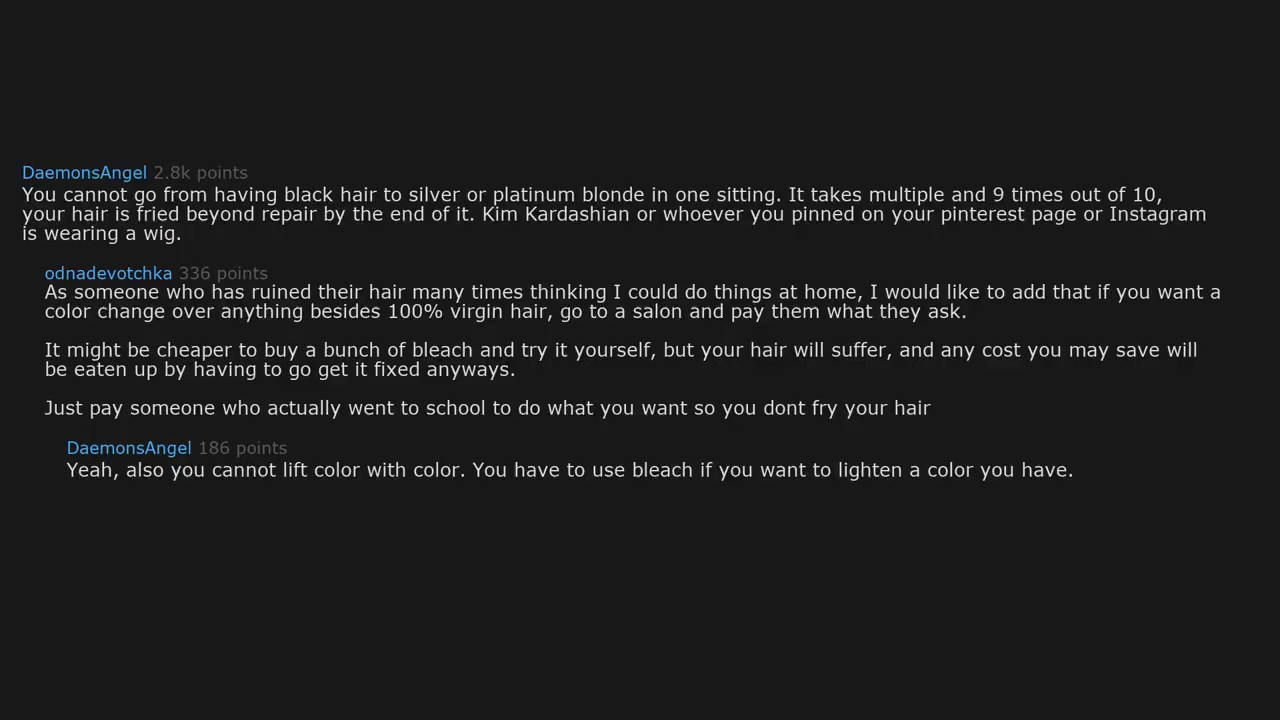 DaemonsAngel 2.8k points
You cannot go from having black hair to silver or platinum blonde in one sitting. It takes multiple and 9 times out of 10,
your hair is fried beyond repair by the end of it. Kim Kardashian or whoever you pinned on your pinterest page or Instagram
is wearing a wig.
odnadevotchka 336 points
As someone who has ruined their hair many times thinking I could do things at home, I would like to add that if you want a
color change over anything besides 100% virgin hair, go to a salon and pay them what they ask.
It might be cheaper to buy a bunch of bleach and try it yourself, but your hair will suffer, and any cost you may save will
be eaten up by having to go get it fixed anyways.
Just pay someone who actually went to school to do what you want so you dont fry your hair
DaemonsAngel 186 points
Yeah, also you cannot lift color with color. You have to use bleach if you want to lighten a color you have.